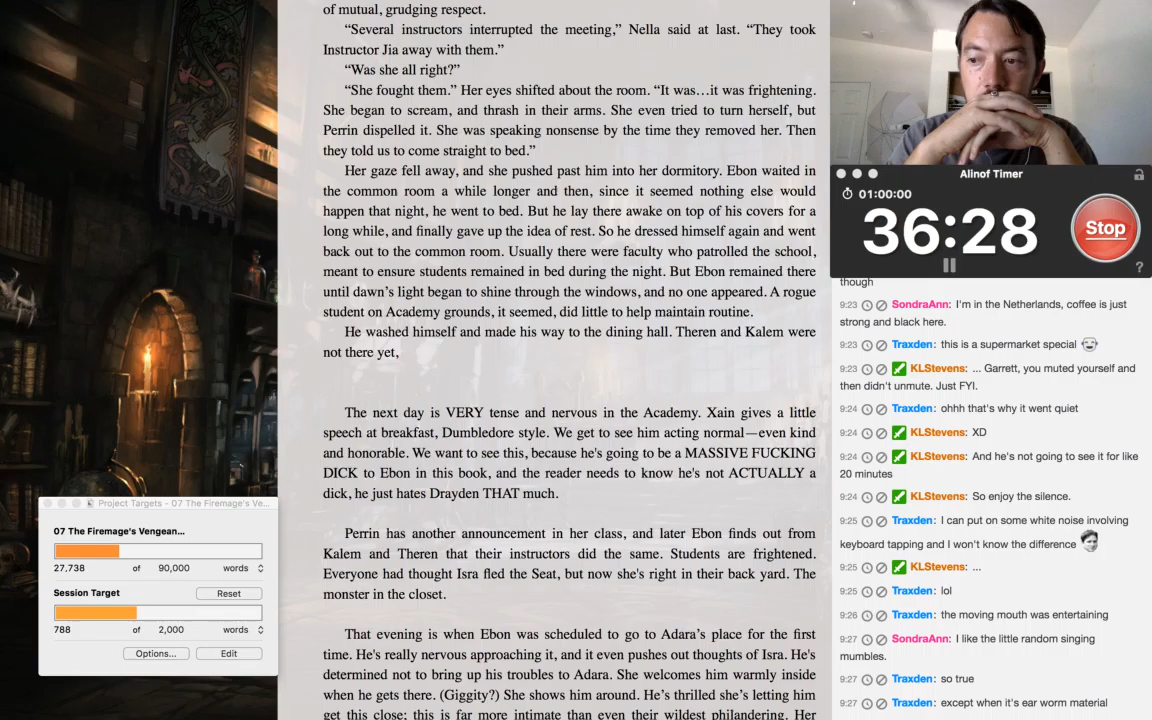 of mutual, grudging respect.
“Several instructors interrupted the meeting,” Nella said at last. “They took
Instructor Jia away with them.”
“Was she all right?”
“She fought them.” Her eyes shifted about the room. “It was…it was frightening.
She began to scream, and thrash in their arms. She even tried to turn herself, but
Perrin dispelled it. She was speaking nonsense by the time they removed her. Then
they told us to come straight to bed.”
Her gaze fell away, and she pushed past him into her dormitory. Ebon waited in
the common room a while longer and then, since it seemed nothing else would
happen that night, he went to bed. But he lay there awake on top of his covers for a
long while, and finally gave up the idea of rest. So he dressed himself again and went
back out to the common room. Usually there were faculty who patrolled the school,
meant to ensure students remained in bed during the night. But Ebon remained there
until dawn’s light began to shine through the windows, and no one appeared. A rogue
student on Academy grounds, it seemed, did little to help maintain routine.
He washed himself and made his way to the dining hall. Theren and Kalem were
not there yet,
The next day is VERY tense and nervous in the Academy. Xain gives a little
speech at breakfast, Dumbledore style. We get to see him acting normal—even kind
and honorable. We want to see this, because he's going to be a MASSIVE FUCKING
DICK to Ebon in this book, and the reader needs to know he's not ACTUALLY a
dick, he just hates Drayden THAT much.
Perrin has another announcement in her class, and later Ebon finds out from
Kalem and Theren that their instructors did the same. Students are frightened.
Everyone had thought Isra fled the Seat, but now she's right in their back yard. The
monster in the closet.
That evening is when Ebon was scheduled to go to Adara’s place for the first
time. He's really nervous approaching it, and it even pushes out thoughts of Isra. He's
determined not to bring up his troubles to Adara. She welcomes him warmly inside
when he gets there. (Giggity?) She shows him around. He’s thrilled she’s letting him
get this close; this is far more intimate than even their wildest philandering. Her
Project Targets - 07 The Firemage's Ve...
07 The Firemage's Vengean...
27,738 of 90,000 words
Session Target Reset
788 of 2,000 words
Options... Edit
Alinof Timer
01:00:00
36:28
Stop
?
though
9:23 SondraAnn: I'm in the Netherlands, coffee is just
strong and black here.
9:23 Traxden: this is a supermarket special
9:23 KLStevens: ... Garrett, you muted yourself and
then didn't unmute. Just FYI.
9:24 Traxden: ohhh that's why it went quiet
9:24 KLStevens: XD
9:24 KLStevens: And he's not going to see it for like
20 minutes
9:24 KLStevens: So enjoy the silence.
9:25 Traxden: I can put on some white noise involving
keyboard tapping and I won't know the difference
9:25 KLStevens: ...
9:25 Traxden: lol
9:26 Traxden: the moving mouth was entertaining
9:27 SondraAnn: I like the little random singing
mumbles.
9:27 Traxden: so true
9:27 Traxden: except when it's ear worm material